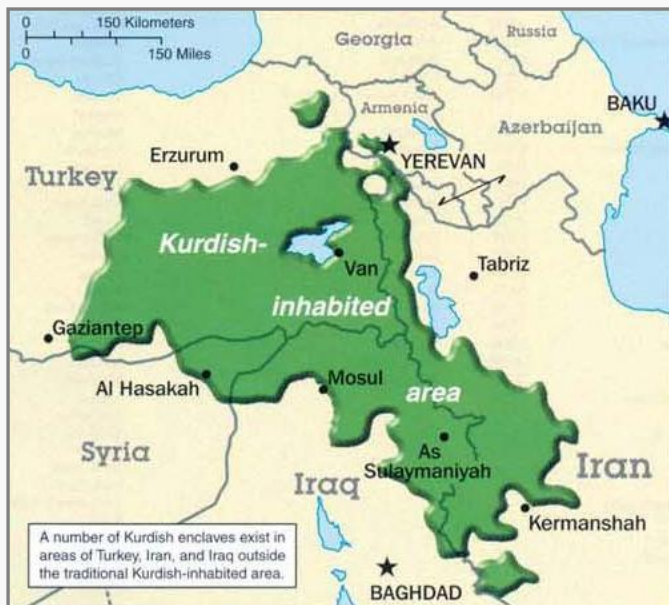 0 150 Kilometers
0 150 Miles
Georgia
Russia
Armenia
BAKU
Azerbaijan
YEREVAN
Erzurum
Turkey
Kurdish-
Van
Tabriz
inhabited
Gaziantep
Al Hasakah
Mosul
area
As
Sulaymaniyah
Syria
Iraq
Iran
Kermanshah
A number of Kurdish enclaves exist in
areas of Turkey, Iran, and Iraq outside
the traditional Kurdish-inhabited area.
BAGHDAD